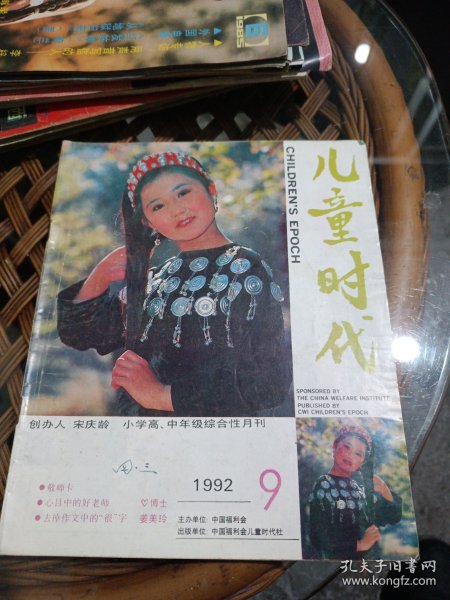 1985
6
儿童时代
CHILDREN'S EPOCH
SPONSORED BY
THE CHINA WELFARE INSTITUTE
PUBLISHED BY
CWI CHILDREN'S EPOCH
创办人 宋庆龄 小学高、中年级综合性月刊
●敬师卡
●心目中的好老师 ♡博士
●去掉作文中的“很”字 姜美玲
1992 9
主办单位: 中国福利会
出版单位: 中国福利会儿童时代社
孔夫子旧书网
www.kongfz.com